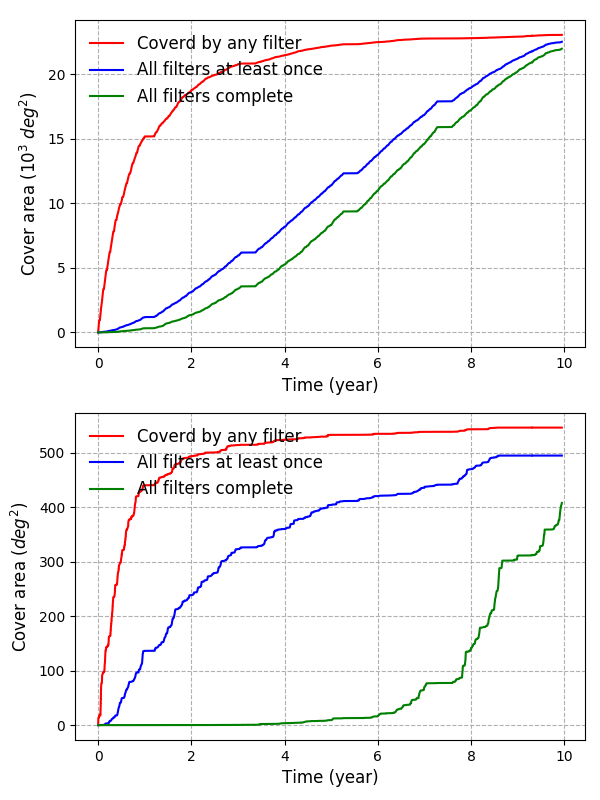 Coverd by any filter
All filters at least once
All filters complete
Cover area (10³ deg²)
20
15
10
5
0
0 2 4 6 8 10
Time (year)
Coverd by any filter
All filters at least once
All filters complete
Cover area (deg²)
500
400
300
200
100
0
0 2 4 6 8 10
Time (year)